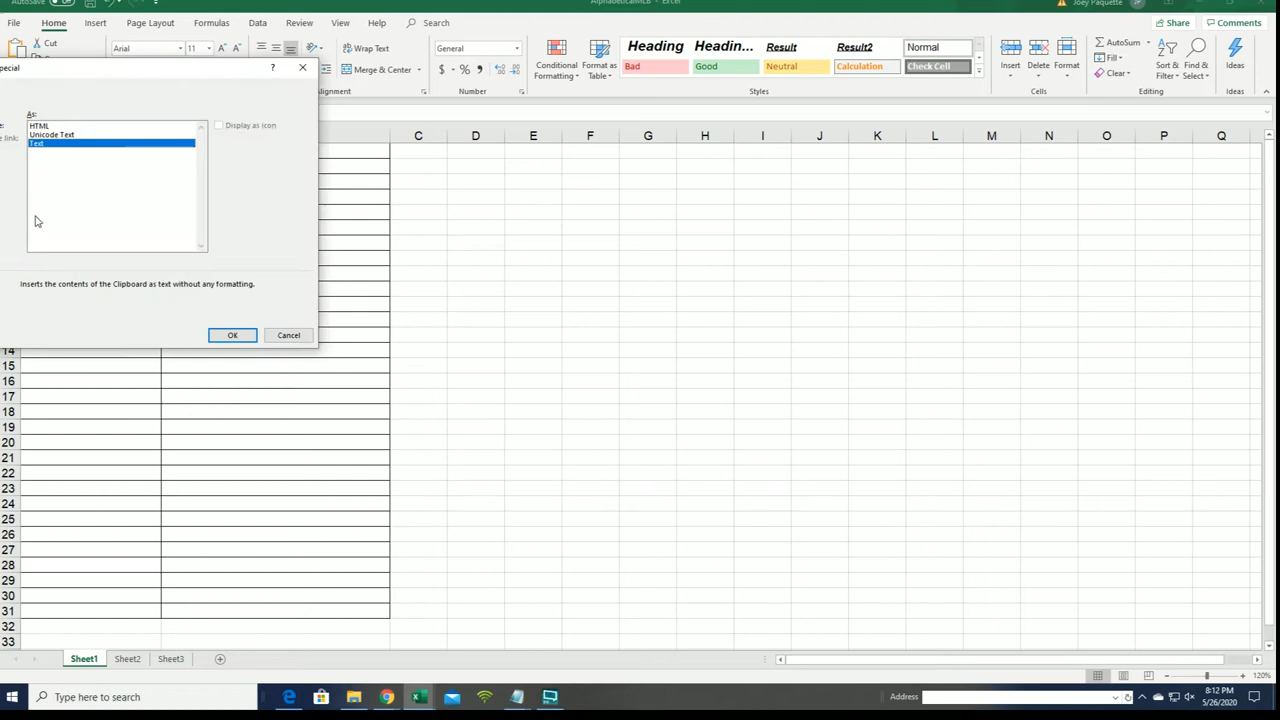 AutoSave
AlphabeticalMLB - Excel
Joey Paquette
JP
File Home Insert Page Layout Formulas Data Review View Help Search
Share Comments
Cut
Arial 11
Wrap Text
General
Merge & Center
Conditional Formatting
Format as Table
Heading Headin... Result Result2 Normal
Bad Good Neutral Calculation Check Cell
Insert Delete Format
AutoSum
Fill
Clear
Sort & Filter
Find & Select
Ideas
lignment Number Styles Cells Editing Ideas
pecial
As:
HTML
Unicode Text
Text
e link:
Display as icon
Inserts the contents of the Clipboard as text without any formatting.
OK Cancel
C D E F G H I J K L M N O P Q
14
15
16
17
18
19
20
21
22
23
24
25
26
27
28
29
30
31
32
33
Sheet1 Sheet2 Sheet3
120%
Type here to search
Address
8:12 PM
5/26/2020